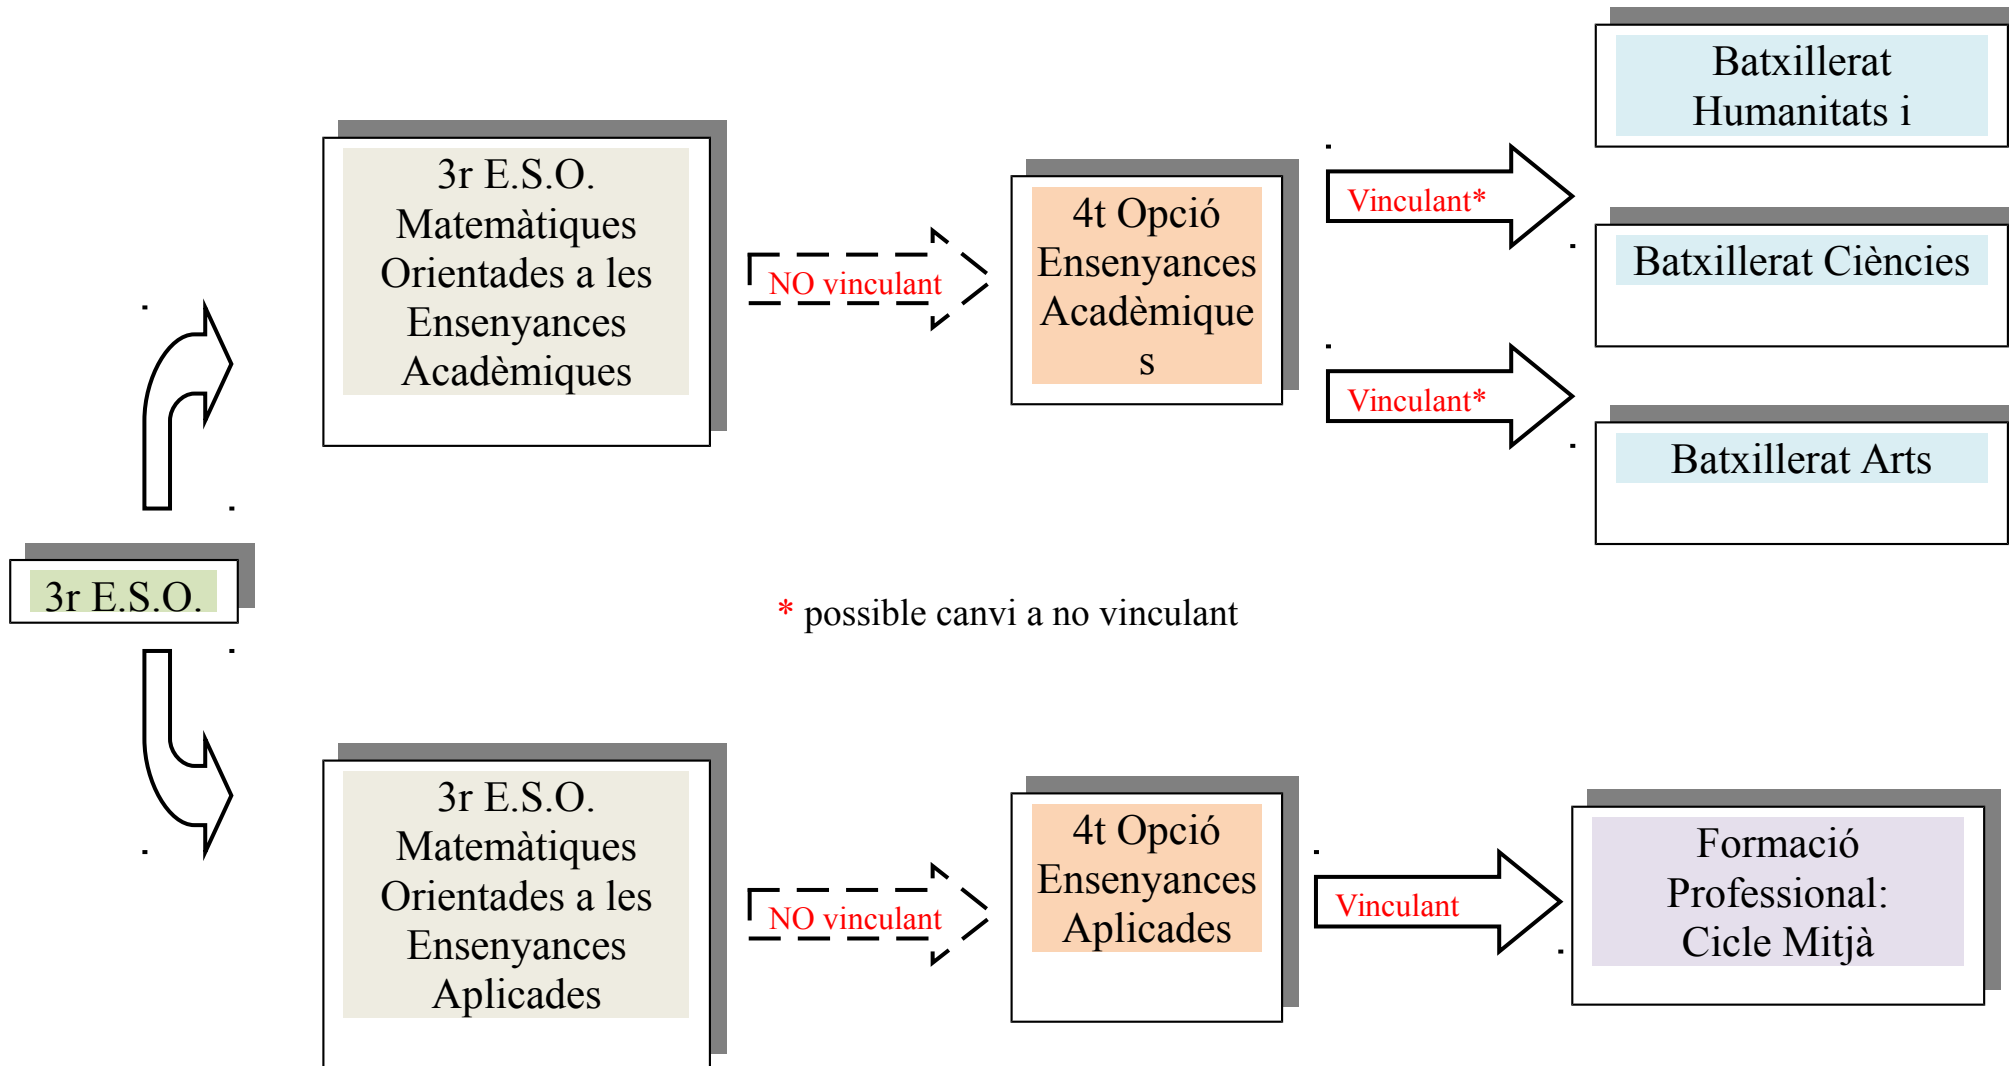 3r E.S.O.
3r E.S.O.
Matemàtiques
Orientades a les
Ensenyances
Acadèmiques
NO vinculant
4t Opció
Ensenyances
Acadèmique
s
Vinculant*
Vinculant*
Batxillerat
Humanitats i
Batxillerat Ciències
Batxillerat Arts
* possible canvi a no vinculant
3r E.S.O.
Matemàtiques
Orientades a les
Ensenyances
Aplicades
NO vinculant
4t Opció
Ensenyances
Aplicades
Vinculant
Formació
Professional:
Cicle Mitjà